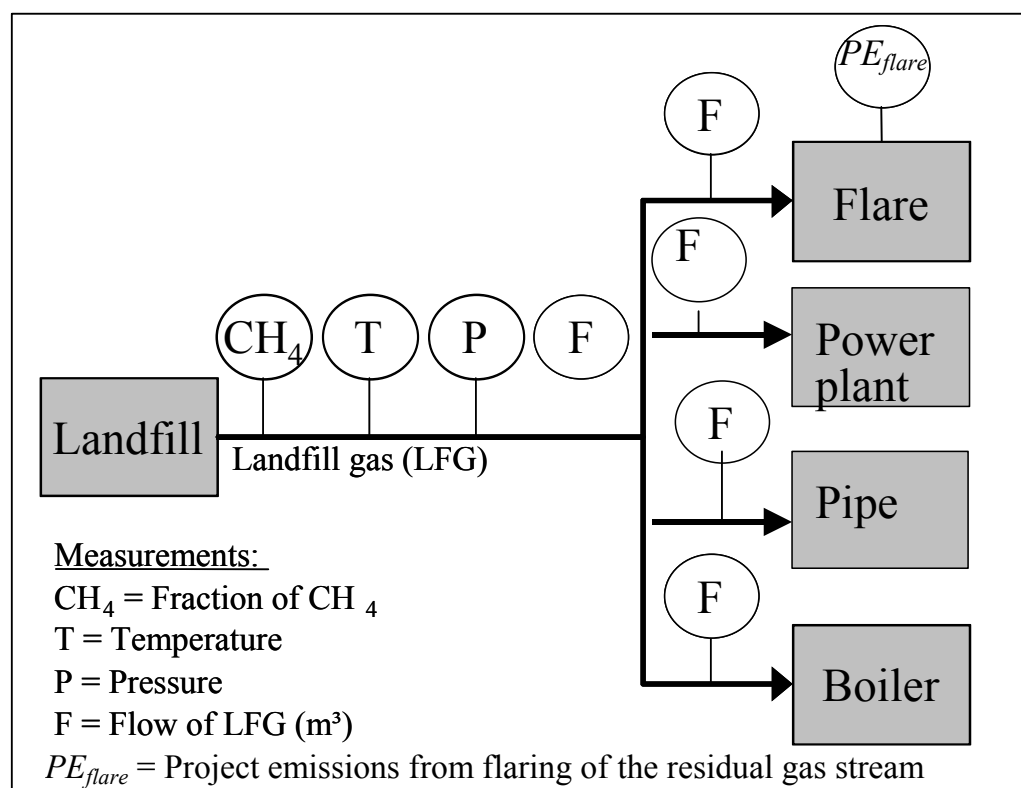 PE_flare
F
Flare
F
CH₄ T P F
Power
plant
Landfill
F
Landfill gas (LFG)
Pipe
Measurements:
CH₄ = Fraction of CH ₄
F
T = Temperature
P = Pressure
Boiler
F = Flow of LFG (m³)
PE_flare = Project emissions from flaring of the residual gas stream